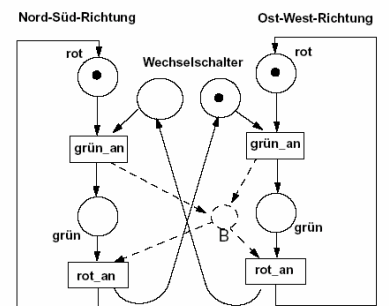 Nord-Süd-Richtung
Ost-West-Richtung
rot
Wechselschalter
rot
grün_an
grün_an
B
grün
grün
rot_an
rot_an